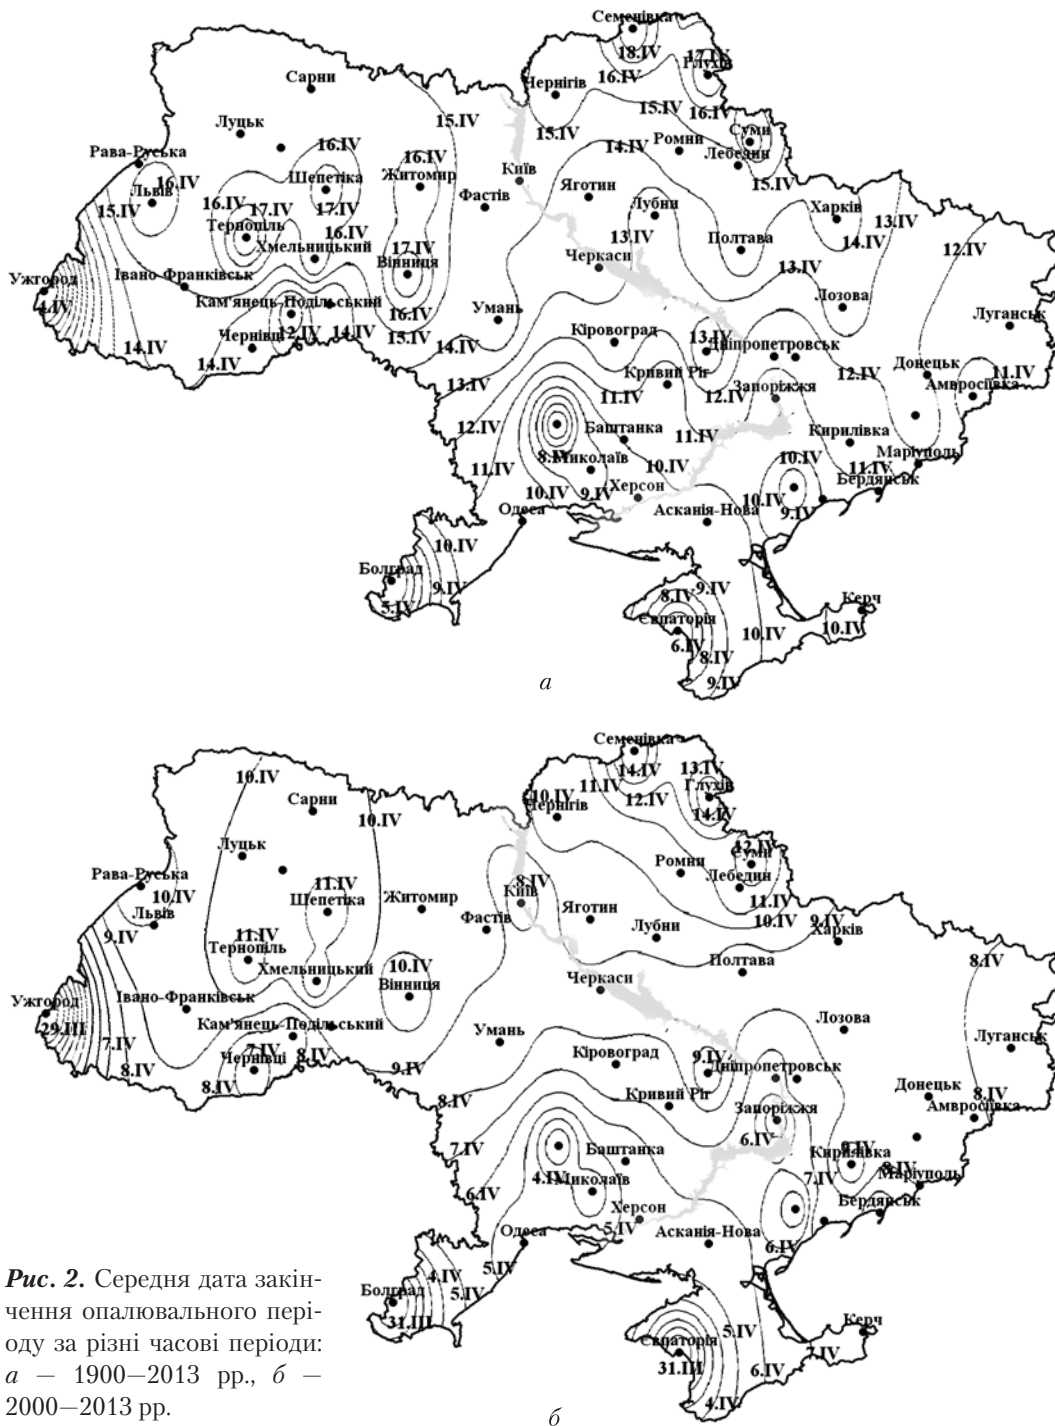 Семенівка
18.IV
17.IV
Глухів
16.IV
Чернігів
Сарни
15.IV
15.IV
16.IV
15.IV
Суми
Луцьк
16.IV
14.IV
Ромни
Лебедин
Рава-Руська
16.IV
Київ
15.IV
Шепетіка
Житомир
16.IV
Львів
16.IV
17.IV
17.IV
Яготин
15.IV
Фастів
Лубни
Харків
13.IV
Тернопіль
16.IV
13.IV
14.IV
12.IV
Хмельницький
17.IV
Полтава
Вінниця
Черкаси
13.IV
Ужгород
Івано-Франківськ
4.IV
Кам'янець-Подільський
Умань
Лозова
16.IV
Луганськ
Чернівці
12.IV
14.IV
15.IV
Кіровоград
13.IV
Дніпропетровськ
14.IV
14.IV
14.IV
Донецьк
11.IV
13.IV
Кривий Ріг
12.IV
Запоріжжя
12.IV
Амвросіївка
11.IV
12.IV
Баштанка
11.IV
Кирилівка
8.IV
Миколаїв
10.IV
10.IV
Маріуполь
11.IV
11.IV
Бердянськ
10.IV
9.IV
Херсон
10.IV
Одеса
Асканія-Нова
9.IV
10.IV
Болград
9.IV
5.IV
9.IV
8.IV
Керч
Євпаторія
10.IV
10.IV
6.IV
8.IV
9.IV
а
Семенівка
14.IV
13.IV
10.IV
11.IV
Глухів
10.IV
12.IV
Сарни
Чернігів
14.IV
10.IV
12.IV
Луцьк
Суми
Рава-Руська
Ромни
Лебедин
11.IV
8.IV
10.IV
Шепетіка
Житомир
Київ
11.IV
Львів
Фастів
Яготин
10.IV
9.IV
9.IV
11.IV
Лубни
Харків
Тернопіль
8.IV
Хмельницький
10.IV
Полтава
Вінниця
Черкаси
Ужгород
Івано-Франківськ
29.III
Кам'янець-Подільський
Умань
Лозова
7.IV
7.IV
8.IV
Луганськ
Чернівці
Кіровоград
9.IV
8.IV
9.IV
Дніпропетровськ
8.IV
Донецьк
8.IV
8.IV
Кривий Ріг
Запоріжжя
Амвросіївка
6.IV
7.IV
Баштанка
Кирилівка
8.IV
4.IV
Миколаїв
7.IV
Маріуполь
6.IV
Бердянськ
Херсон
5.IV
Одеса
Асканія-Нова
6.IV
5.IV
4.IV
Болград
5.IV
31.III
5.IV
Керч
Євпаторія
7.IV
31.III
6.IV
4.IV
б
Рис. 2. Середня дата закін-
чення опалювального пері-
оду за різні часові періоди:
а — 1900—2013 рр., б —
2000—2013 рр.